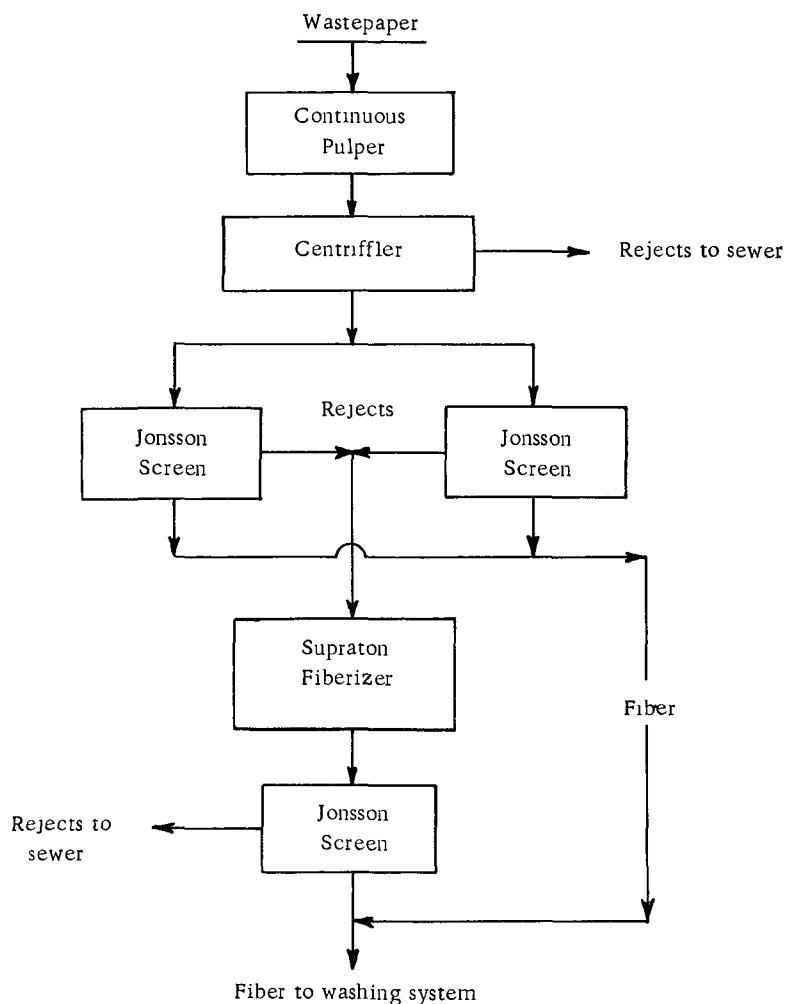 Wastepaper
Continuous
Pulper
Centriffler
Rejects to sewer
Rejects
Jonsson
Screen
Jonsson
Screen
Supraton
Fiberizer
Fiber
Jonsson
Screen
Rejects to
sewer
Fiber to washing system